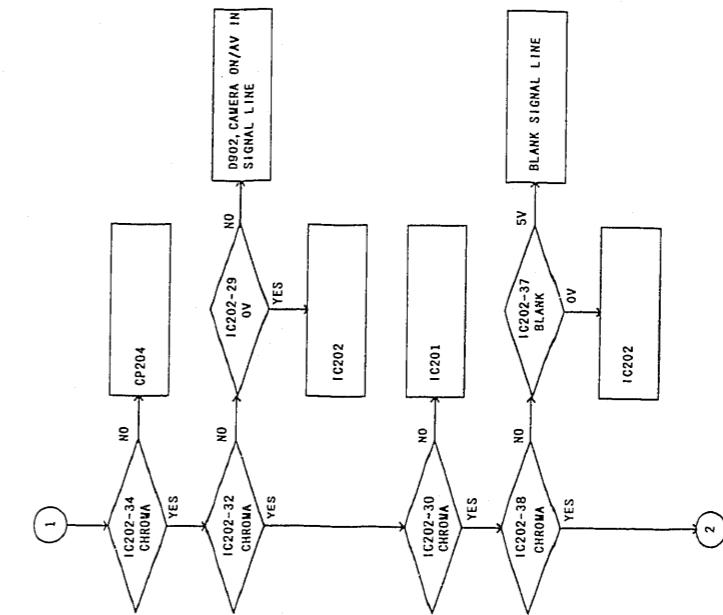 1
IC202-34
CHROMA
NO
CP204
YES
IC202-32
CHROMA
NO
IC202-29
0V
NO
D902, CAMERA ON/AV IN
SIGNAL LINE
YES
IC202
YES
IC202-30
CHROMA
NO
IC201
YES
IC202-38
CHROMA
NO
IC202-37
BLANK
5V
BLANK SIGNAL LINE
0V
IC202
YES
2